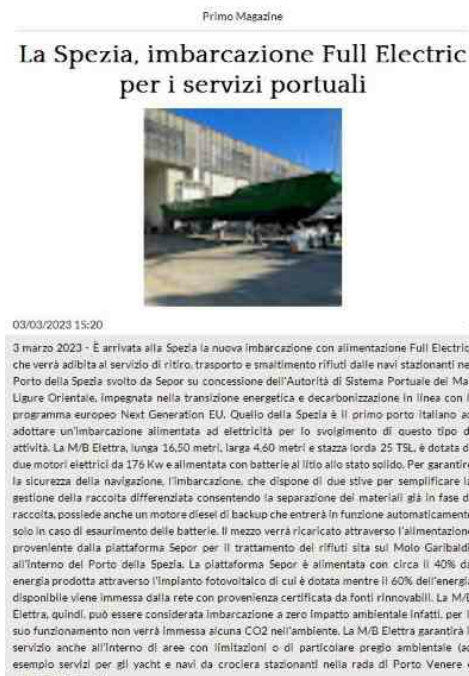 Primo Magazine
La Spezia, imbarcazione Full Electric
per i servizi portuali
03/03/2023 15:20
3 marzo 2023 - È arrivata alla Spezia la nuova imbarcazione con alimentazione Full Electric
che verrà adibita al servizio di ritiro, trasporto e smaltimento rifiuti dalle navi stazionanti ne
Porto della Spezia svolto da Sepor su concessione dell'Autorità di Sistema Portuale del Ma
Ligure Orientale, impegnata nella transizione energetica e decarbonizzazione in linea con i
programma europeo Next Generation EU. Quello della Spezia è il primo porto italiano ad
adottare un'imbarcazione alimentata ad elettricità per lo svolgimento di questo tipo d
attività. La M/B Elettra, lunga 16,50 metri, larga 4,60 metri e stazza lorda 25 TSL, è dotata d
due motori elettrici da 176 Kw e alimentata con batterie al litio allo stato solido. Per garantire
la sicurezza della navigazione, l'imbarcazione, che dispone di due stive per semplificare la
gestione della raccolta differenziata consentendo la separazione dei materiali già in fase d
raccolta, possiede anche un motore diesel di backup che entrerà in funzione automaticamente
solo in caso di esaurimento delle batterie. Il mezzo verrà ricaricato attraverso l'alimentazione
proveniente dalla piattaforma Sepor per il trattamento dei rifiuti sita sul Molo Garibaldi
all'interno del Porto della Spezia. La piattaforma Sepor è alimentata con circa il 40% da
energia prodotta attraverso l'impianto fotovoltaico di cui è dotata mentre il 60% dell'energia
disponibile viene immessa dalla rete con provenienza certificata da fonti rinnovabili. La M/B
Elettra, quindi, può essere considerata imbarcazione a zero impatto ambientale infatti, per i
suo funzionamento non verrà immessa alcuna CO2 nell'ambiente. La M/B Elettra garantirà i
servizio anche all'interno di aree con limitazioni o di particolare pregio ambientale (ad
esempio servizi per gli yacht e navi da crociera stazionanti nella rada di Porto Venere e